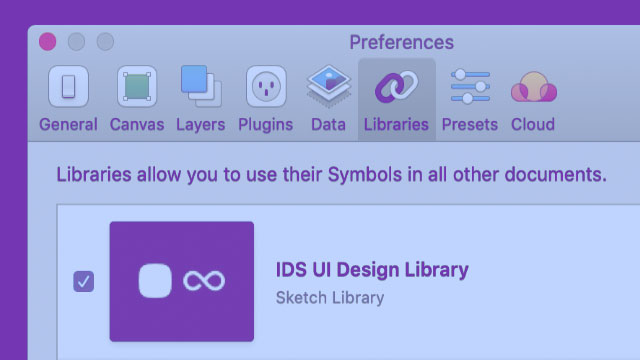 Preferences
General Canvas Layers Plugins Data Libraries Presets Cloud
Libraries allow you to use their Symbols in all other documents.
IDS UI Design Library
Sketch Library